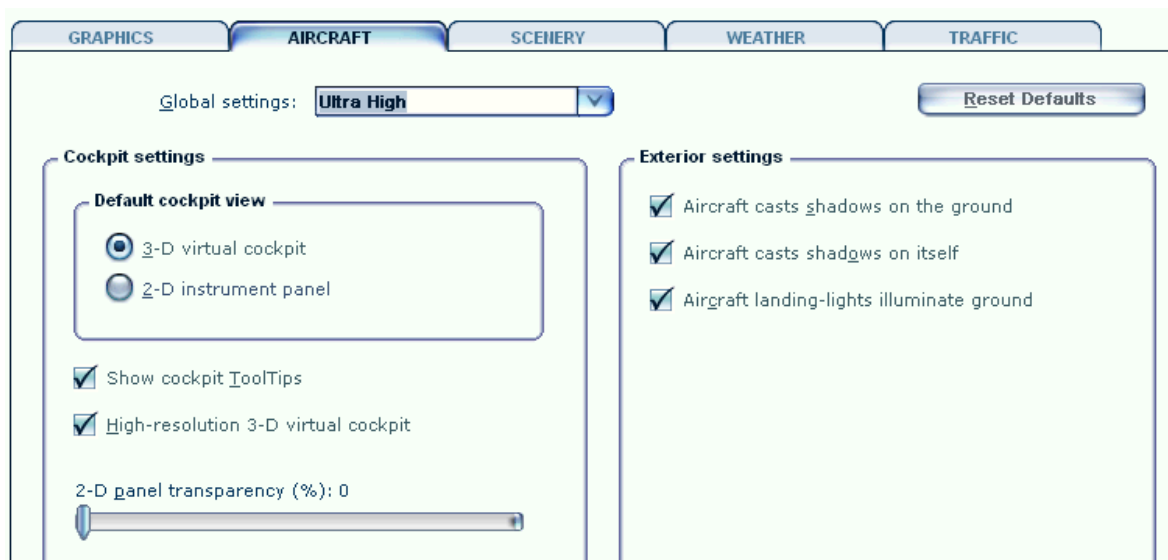 GRAPHICS AIRCRAFT SCENERY WEATHER TRAFFIC
Global settings: Ultra High Reset Defaults
Cockpit settings
Default cockpit view
3-D virtual cockpit
2-D instrument panel
Show cockpit ToolTips
High-resolution 3-D virtual cockpit
2-D panel transparency (%): 0
Exterior settings
Aircraft casts shadows on the ground
Aircraft casts shadows on itself
Aircraft landing-lights illuminate ground